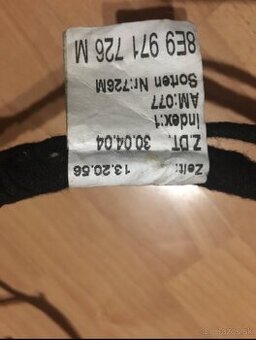 8E9 971 726 M
Sorten Nr:726M
AM:077
index:1
Z.DT. 30.04.04
Zeit: 13.20.56